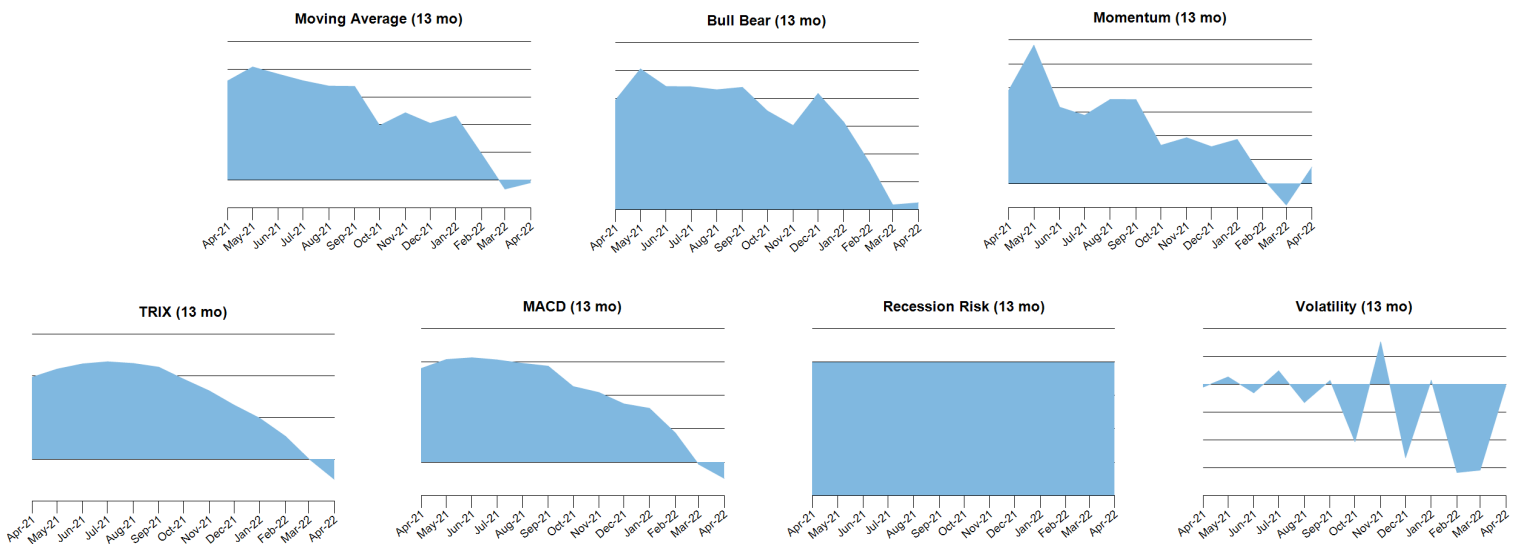 Moving Average (13 mo)
Apr-21 May-21 Jun-21 Jul-21 Aug-21 Sep-21 Oct-21 Nov-21 Dec-21 Jan-22 Feb-22 Mar-22 Apr-22
Bull Bear (13 mo)
Apr-21 May-21 Jun-21 Jul-21 Aug-21 Sep-21 Oct-21 Nov-21 Dec-21 Jan-22 Feb-22 Mar-22 Apr-22
Momentum (13 mo)
Apr-21 May-21 Jun-21 Jul-21 Aug-21 Sep-21 Oct-21 Nov-21 Dec-21 Jan-22 Feb-22 Mar-22 Apr-22
TRIX (13 mo)
Apr-21 May-21 Jun-21 Jul-21 Aug-21 Sep-21 Oct-21 Nov-21 Dec-21 Jan-22 Feb-22 Mar-22 Apr-22
MACD (13 mo)
Apr-21 May-21 Jun-21 Jul-21 Aug-21 Sep-21 Oct-21 Nov-21 Dec-21 Jan-22 Feb-22 Mar-22 Apr-22
Recession Risk (13 mo)
Apr-21 May-21 Jun-21 Jul-21 Aug-21 Sep-21 Oct-21 Nov-21 Dec-21 Jan-22 Feb-22 Mar-22 Apr-22
Volatility (13 mo)
Apr-21 May-21 Jun-21 Jul-21 Aug-21 Sep-21 Oct-21 Nov-21 Dec-21 Jan-22 Feb-22 Mar-22 Apr-22